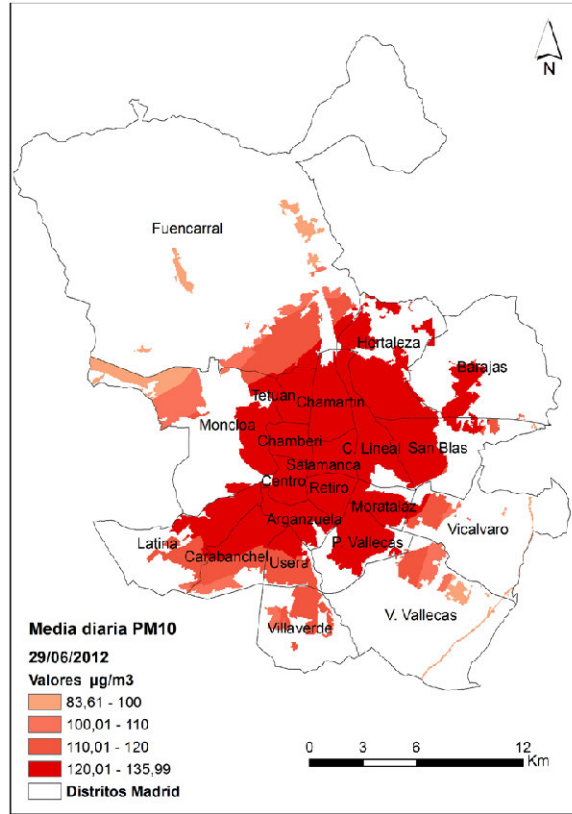 N
Fuencarral
Hortaleza
Barajas
Tetuan
Chamartin
Moncloa
Chamberi
C. Lineal
San Blas
Salamanca
Centro
Retiro
Moratalaz
Arganzuela
Vicalvaro
Latina
P. Vallecas
Carabanchel
Usera
V. Vallecas
Villaverde
Media diaria PM10
29/06/2012
Valores µg/m3
83,61 - 100
100,01 - 110
110,01 - 120
120,01 - 135,99
Distritos Madrid
0 3 6 12
Km